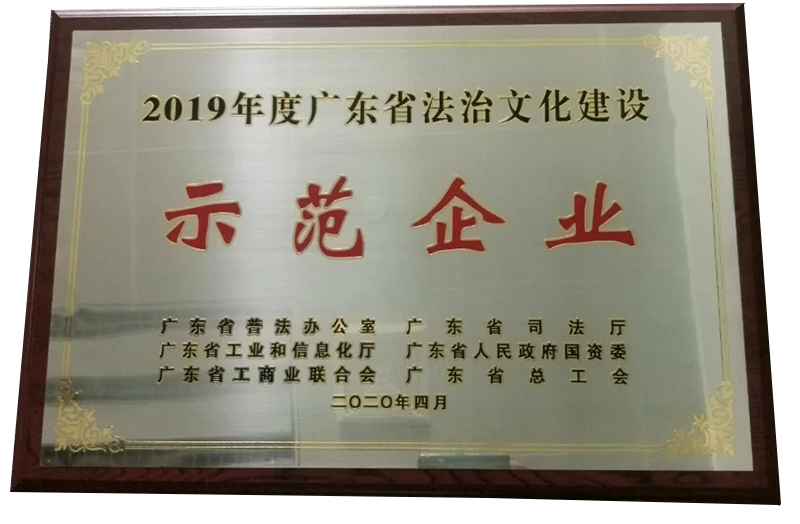 2019年度广东省法治文化建设
示范企业
广东省普法办公室 广东省司法厅
广东省工业和信息化厅 广东省人民政府国资委
广东省工商业联合会 广东省总工会
二〇二〇年四月